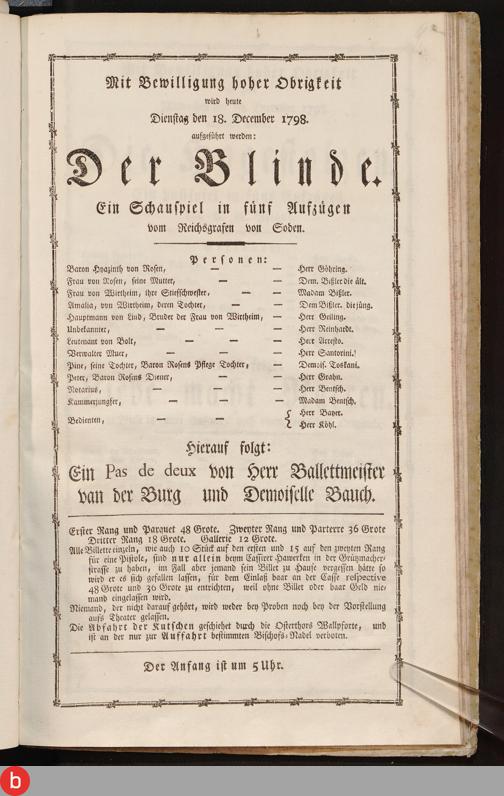 Mit Bewilligung hoher Obrigkeit
wird heute
Dienstag den 18. December 1798.
aufgeführt werden:
Der Blinde.
Ein Schauspiel in fünf Aufzügen
vom Reichsgrafen von Soden.
Personen:
Baron Hyazinth von Rosen, — — Herr Göhring.
Frau von Rosen, seine Mutter, — — Dem. Bißler die ält.
Frau von Wirtheim, ihre Stiefschwester, — — Madam Bißler.
Amalia, von Wirtheim, deren Tochter, — — Dem Bißler. die jüng.
Hauptmann von Lind, Bruder der Frau von Wirtheim, — Herr Geiling.
Unbekannter, — — — Herr Reinhardt.
Leutenant von Bolt, — — — Herr Arresto.
Verwalter Muer, — — — Herr Santorini.
Pine, seine Tochter, Baron Rosens Pflege Tochter, — Demois. Toskani.
Peter, Baron Rosens Diener, — — Herr Grahn.
Notarius, — — — — Herr Bentsch.
Kammerjungfer, — — — Madam Bentsch.
Bedienten, — — — { Herr Bayer.
Herr Köhl.
Hierauf folgt:
Ein Pas de deux von Herr Ballettmeister
van der Burg und Demoiselle Bauch.
Erster Rang und Parquet 48 Grote. Zweyter Rang und Parterre 36 Grote
Dritter Rang 18 Grote. Gallerie 12 Grote.
Alle Billette einzeln, wie auch 10 Stück auf den ersten und 15 auf den zweyten Rang
für eine Pistole, sind nur allein beym Cassirer Hawerken in der Grützmacher-
strasse zu haben, im Fall aber jemand sein Billet zu Hause vergessen hätte so
wird er es sich gefallen lassen, für dem Einlaß baar an der Casse respective
48 Grote und 36 Grote zu entrichten, weil ohne Billet oder baar Geld nie-
mand eingelassen wird.
Niemand, der nicht darauf gehört, wird weder bey Proben noch bey der Vorstellung
aufs Theater gelassen.
Die Abfahrt der Kutschen geschiehet durch die Osterthors Wallpforte, und
ist an der nur zur Auffahrt bestimmten Bischofs-Nadel verboten.
Der Anfang ist um 5 Uhr.
b